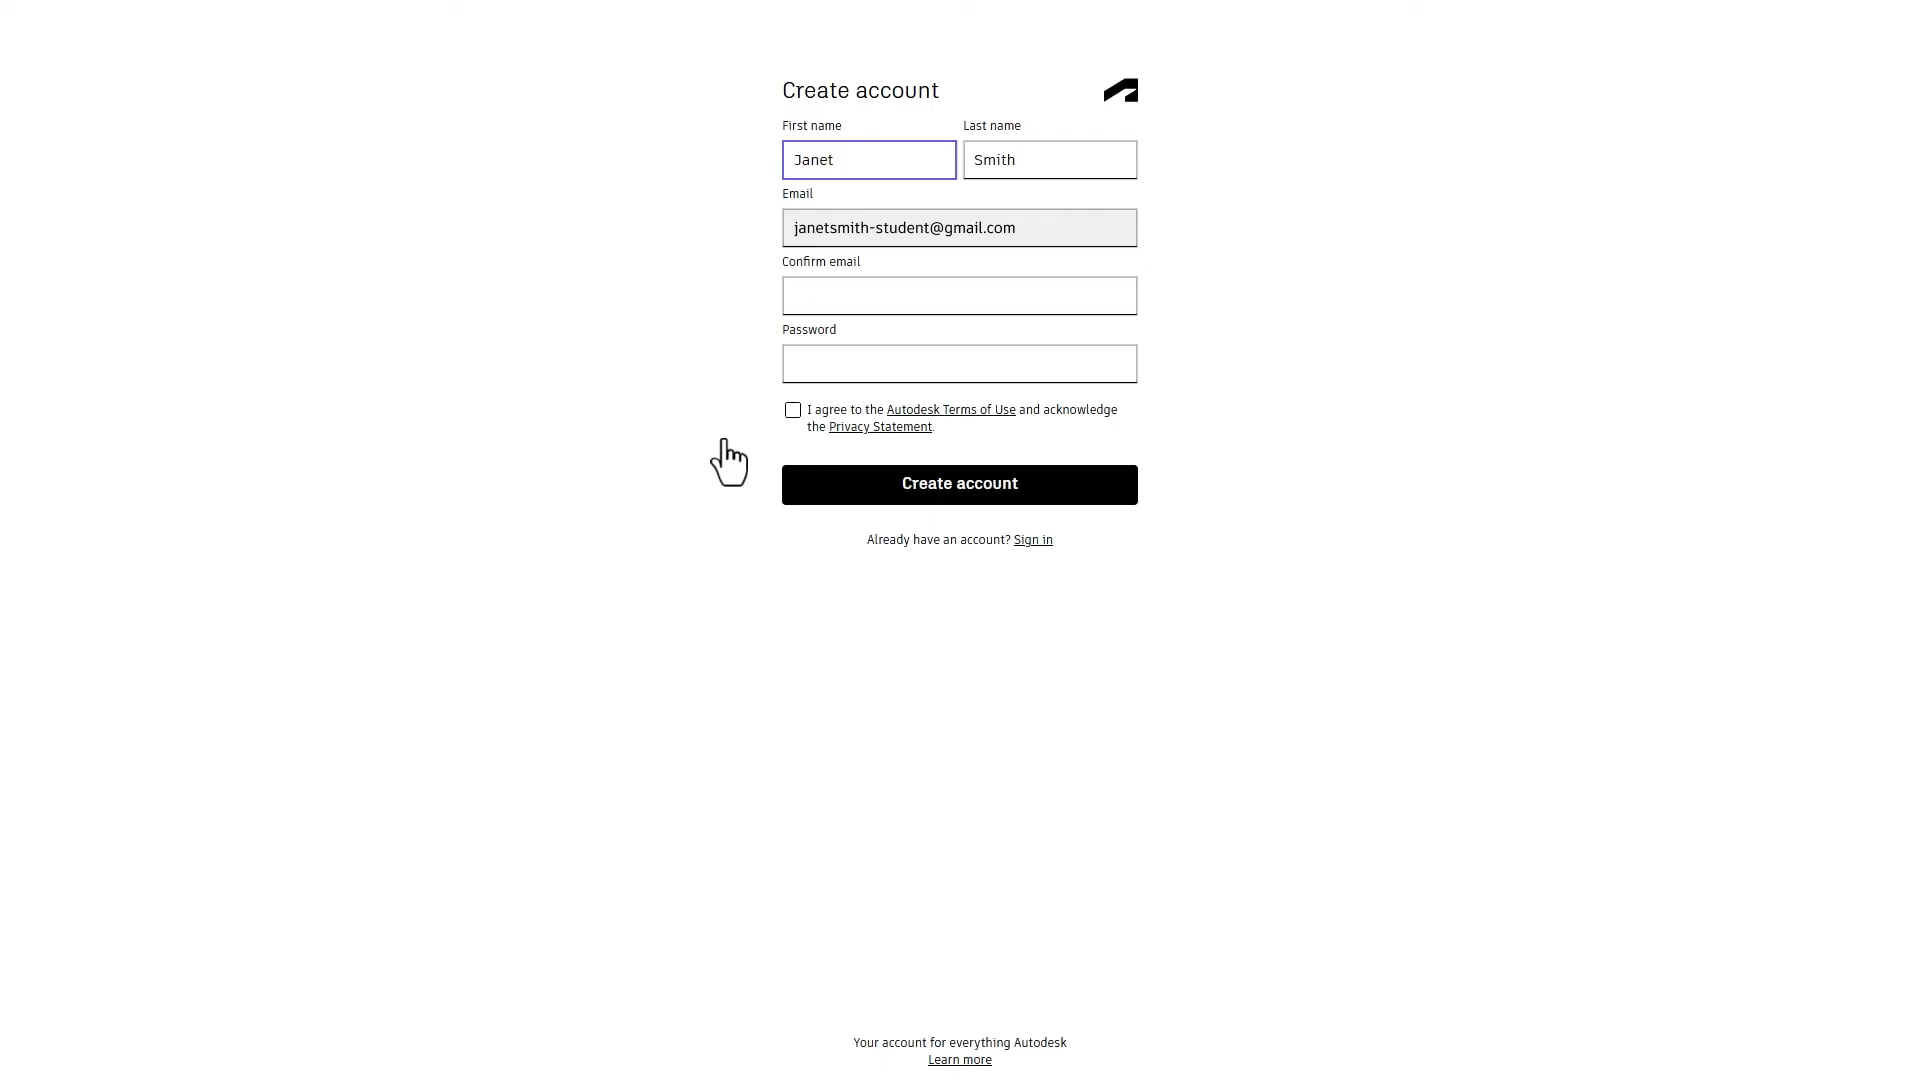 Create account
First name
Last name
Janet
Smith
Email
janetsmith-student@gmail.com
Confirm email
Password
I agree to the Autodesk Terms of Use and acknowledge
the Privacy Statement.
Create account
Already have an account? Sign in
Your account for everything Autodesk
Learn more